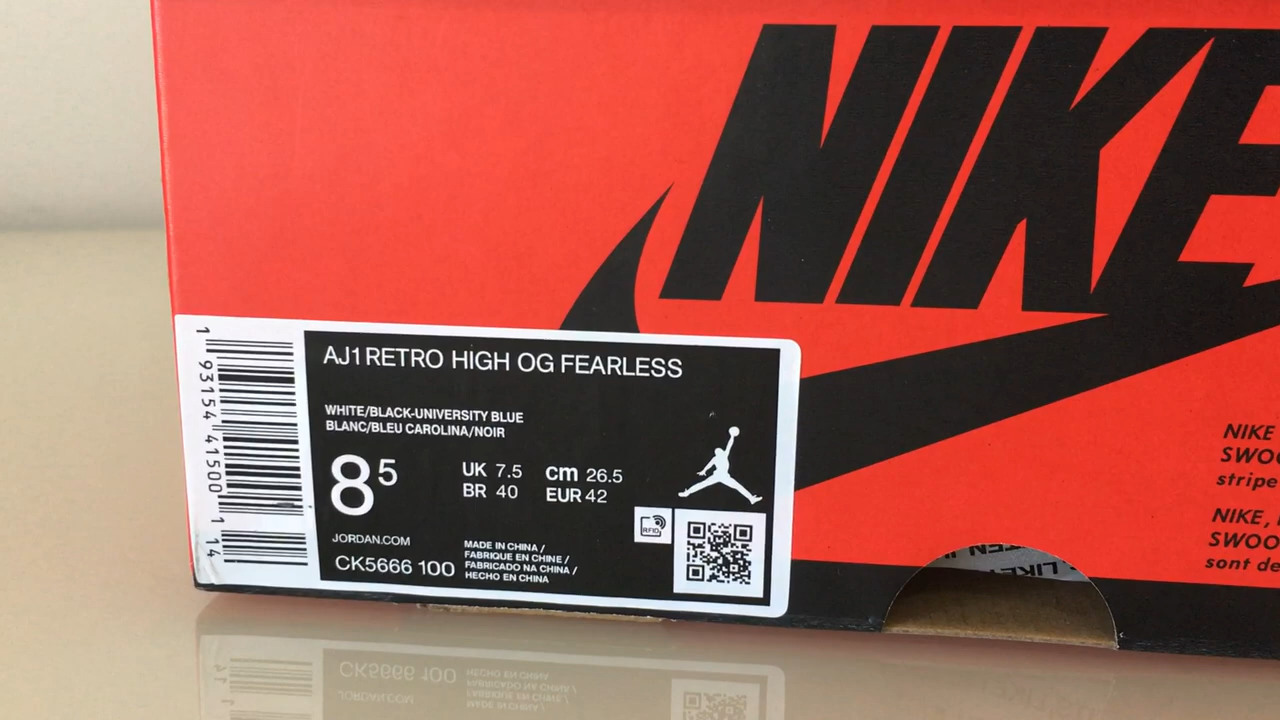 NIKE
1 93154 41500 1 14
AJ1 RETRO HIGH OG FEARLESS
WHITE/BLACK-UNIVERSITY BLUE
BLANC/BLEU CAROLINA/NOIR
8 5
UK 7.5 cm 26.5
BR 40 EUR 42
RFID
JORDAN.COM
CK5666 100
MADE IN CHINA /
FABRIQUE EN CHINE /
FABRICADO NA CHINA /
HECHO EN CHINA
NIKE
SWOO
stripe
NIKE,
SWOO
sont de